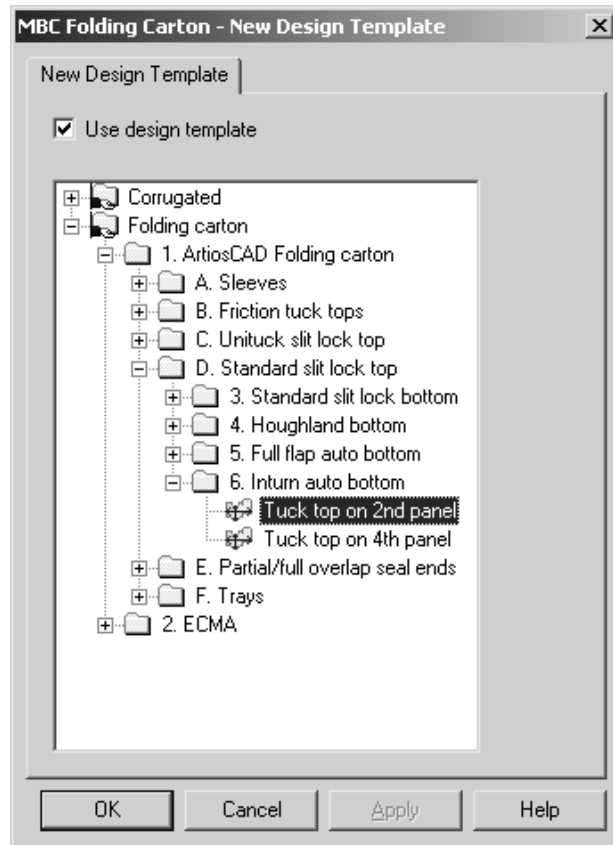 MBC Folding Carton - New Design Template
New Design Template
Use design template
Corrugated
Folding carton
1. ArtiosCAD Folding carton
A. Sleeves
B. Friction tuck tops
C. Unituck slit lock top
D. Standard slit lock top
3. Standard slit lock bottom
4. Houghland bottom
5. Full flap auto bottom
6. Inturn auto bottom
Tuck top on 2nd panel
Tuck top on 4th panel
E. Partial/full overlap seal ends
F. Trays
2. ECMA
OK Cancel Apply Help